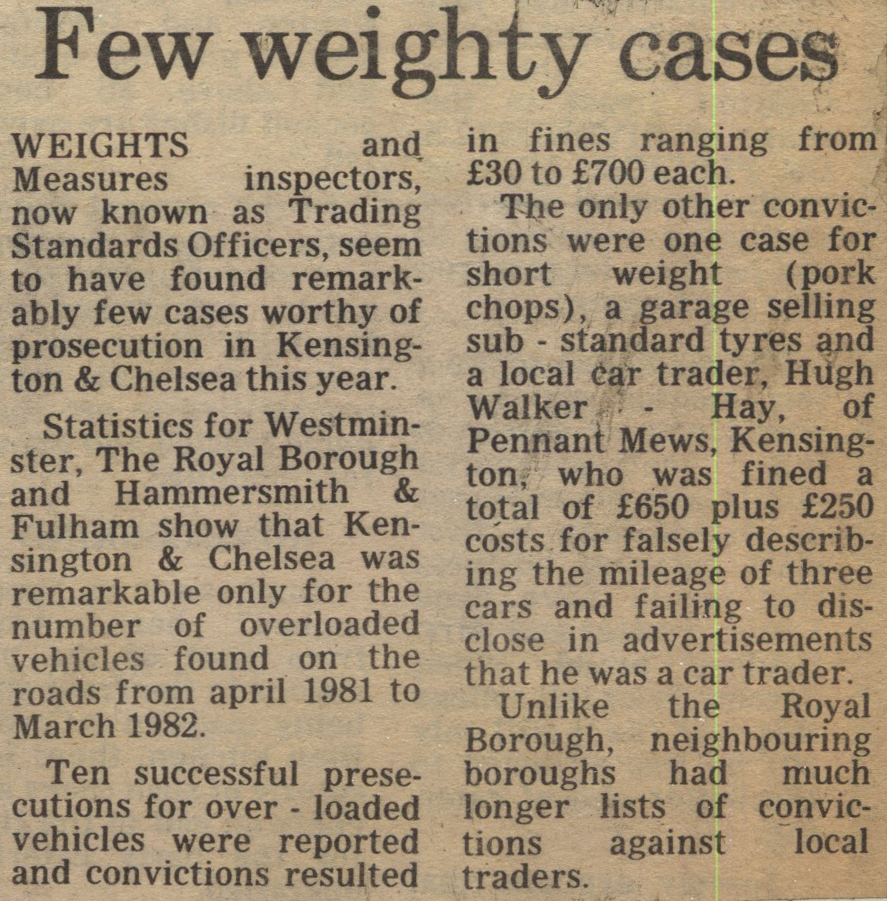 Few weighty cases
WEIGHTS and
Measures inspectors,
now known as Trading
Standards Officers, seem
to have found remark-
ably few cases worthy of
prosecution in Kensing-
ton & Chelsea this year.
Statistics for Westmin-
ster, The Royal Borough
and Hammersmith &
Fulham show that Ken-
sington & Chelsea was
remarkable only for the
number of overloaded
vehicles found on the
roads from april 1981 to
March 1982.
Ten successful prese-
cutions for over - loaded
vehicles were reported
and convictions resulted
in fines ranging from
£30 to £700 each.
The only other convic-
tions were one case for
short weight (pork
chops), a garage selling
sub - standard tyres and
a local car trader, Hugh
Walker - Hay, of
Pennant Mews, Kensing-
ton, who was fined a
total of £650 plus £250
costs for falsely describ-
ing the mileage of three
cars and failing to dis-
close in advertisements
that he was a car trader.
Unlike the Royal
Borough, neighbouring
boroughs had much
longer lists of convic-
tions against local
traders.